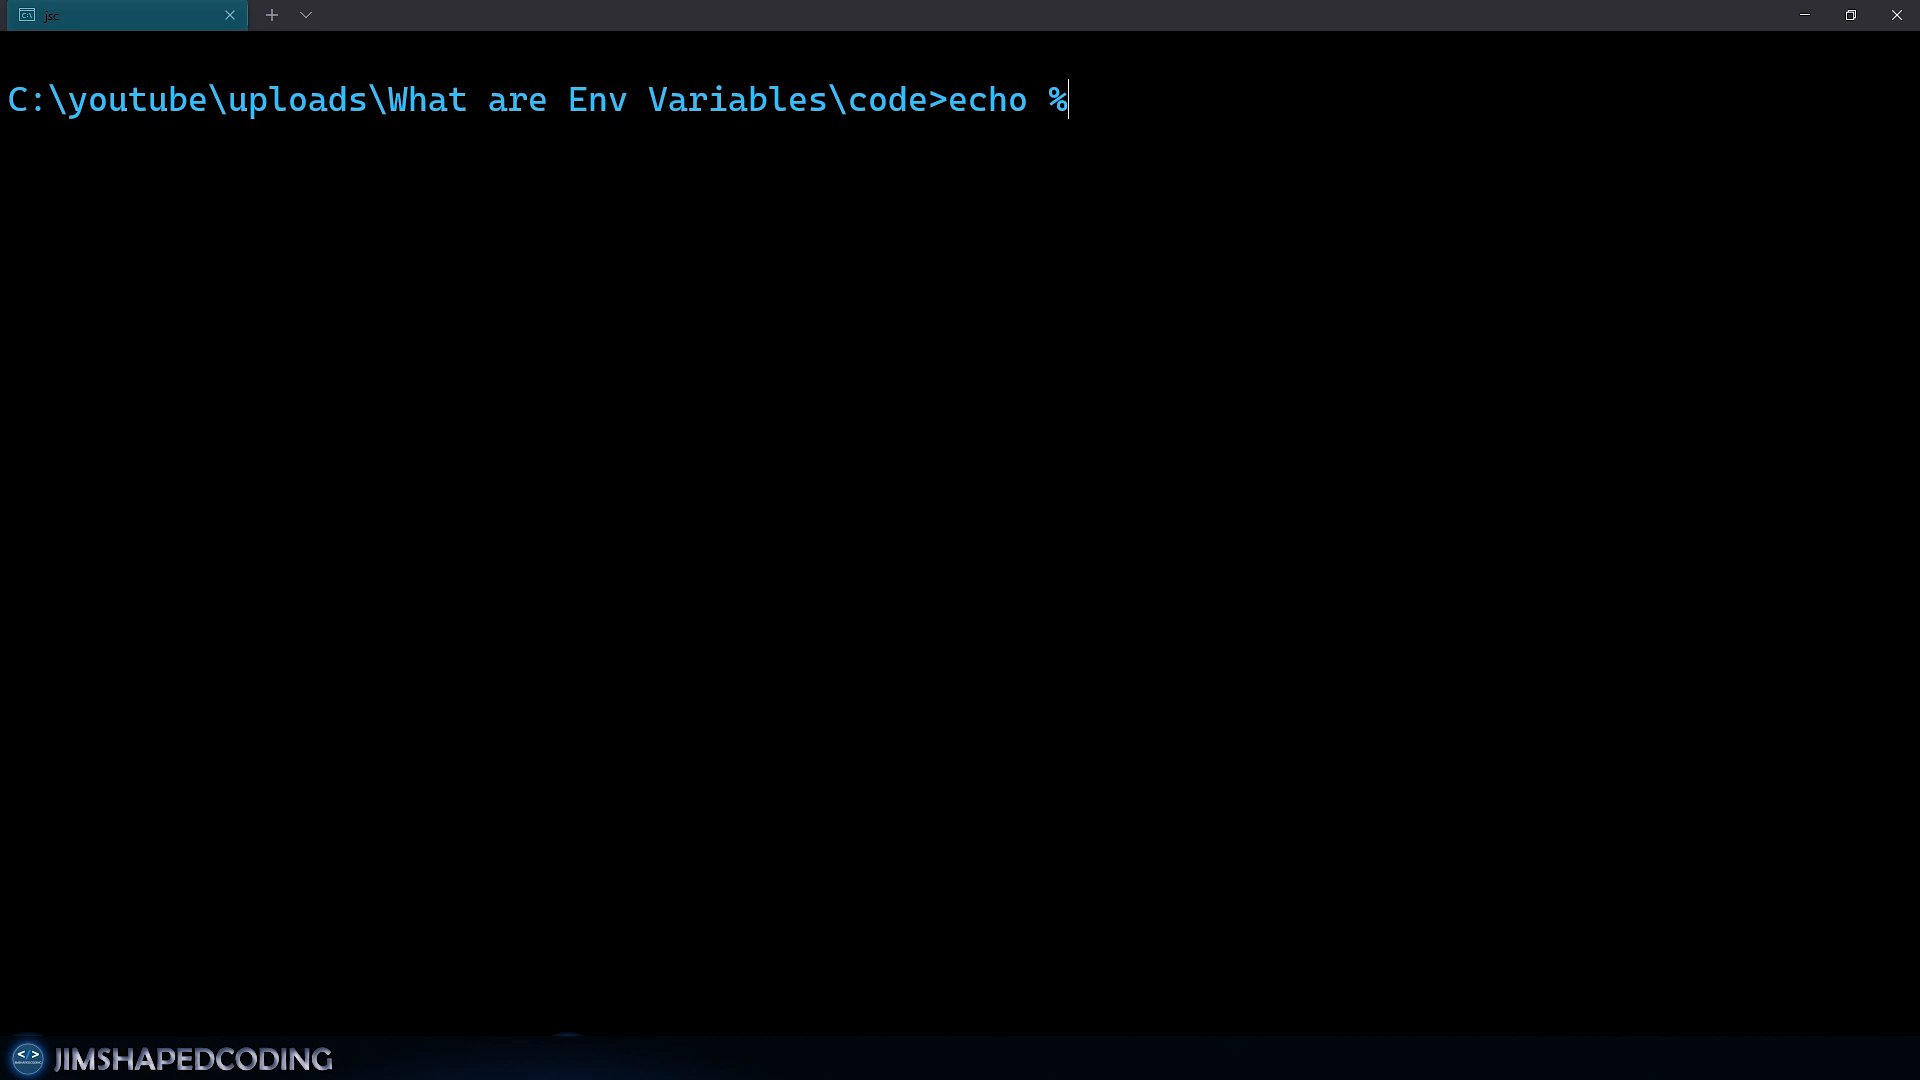 jsc
C:\youtube\uploads\What are Env Variables\code>echo %
JIMSHAPEDCODING